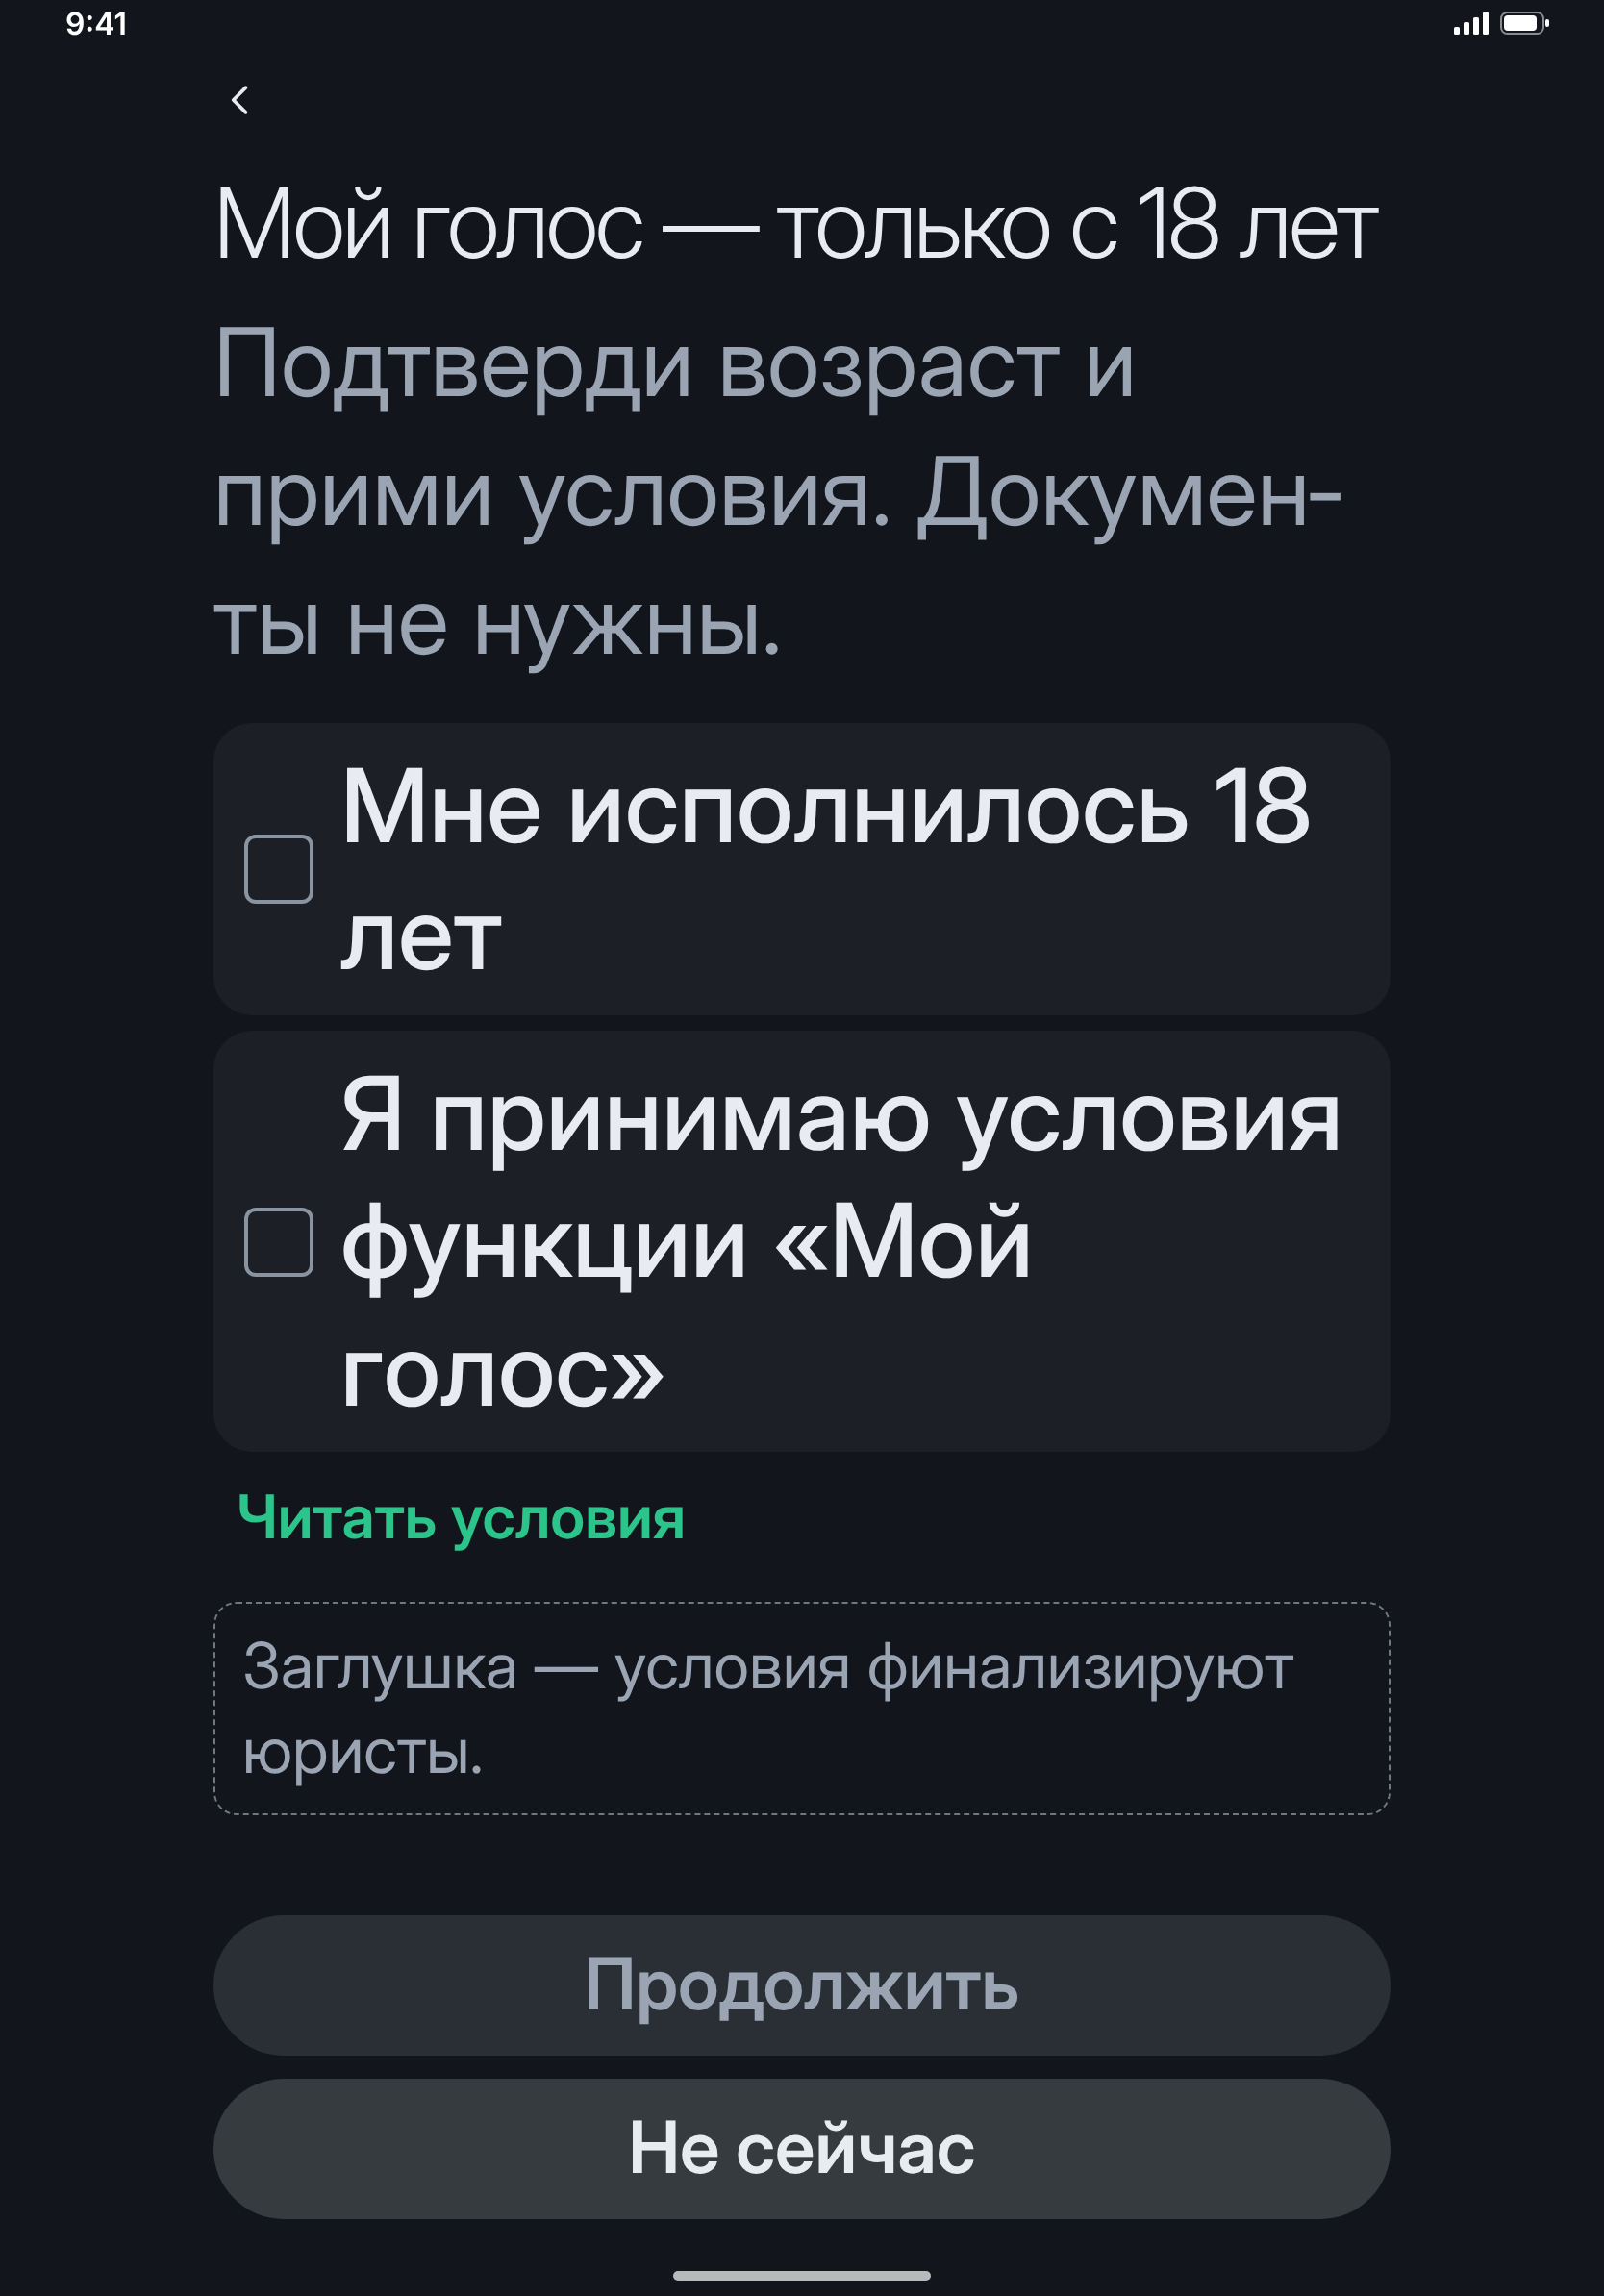 9:41
Мой голос — только с 18 лет
Подтверди возраст и
прими условия. Докумен-
ты не нужны.
Мне исполнилось 18
лет
Я принимаю условия
функции «Мой
голос»
Читать условия
Заглушка — условия финализируют
юристы.
Продолжить
Не сейчас